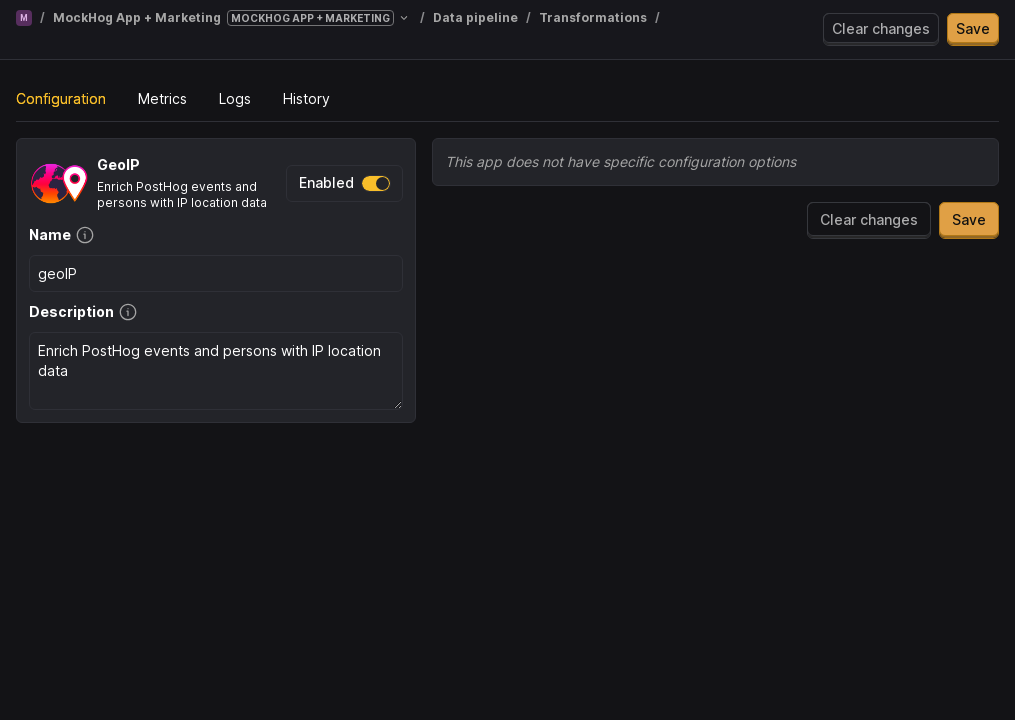 M / MockHog App + Marketing MOCKHOG APP + MARKETING / Data pipeline / Transformations /
Clear changes Save
Configuration Metrics Logs History
GeoIP
Enrich PostHog events and
persons with IP location data
Enabled
Name
geoIP
Description
Enrich PostHog events and persons with IP location
data
This app does not have specific configuration options
Clear changes Save